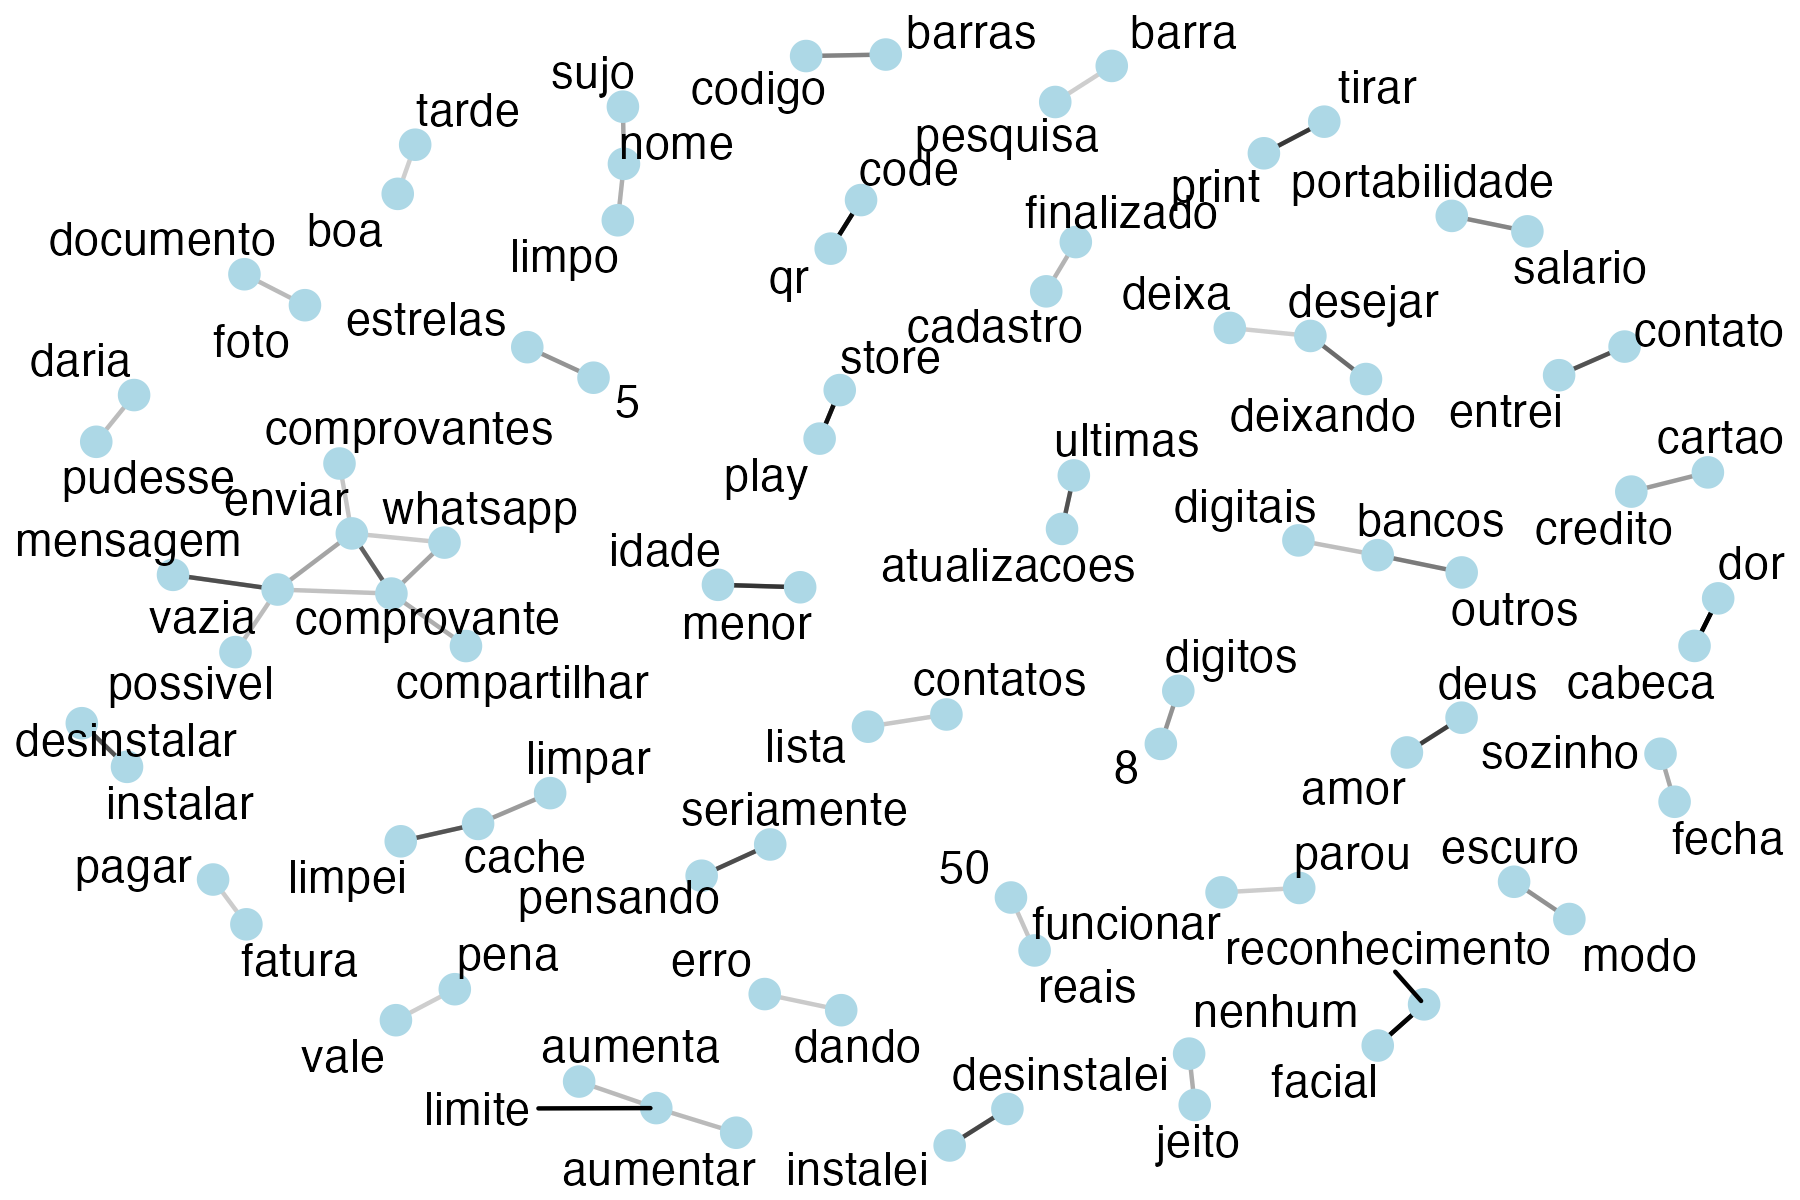 barras
barra
sujo
codigo
tirar
tarde
nome
pesquisa
code
print
portabilidade
finalizado
boa
documento
limpo
qr
salario
deixa
desejar
estrelas
cadastro
contato
foto
daria
store
5
deixando
entrei
comprovantes
ultimas
cartao
pudesse
play
enviar
whatsapp
digitais
bancos
credito
mensagem
idade
atualizacoes
dor
vazia
comprovante
menor
outros
digitos
possivel
compartilhar
contatos
deus
cabeca
desinstalar
lista
8
sozinho
limpar
amor
instalar
seriamente
fecha
pagar
limpei
cache
50
parou
escuro
pensando
funcionar
fatura
pena
erro
reconhecimento
modo
reais
nenhum
vale
aumenta
dando
desinstalei
facial
limite
jeito
aumentar
instalei